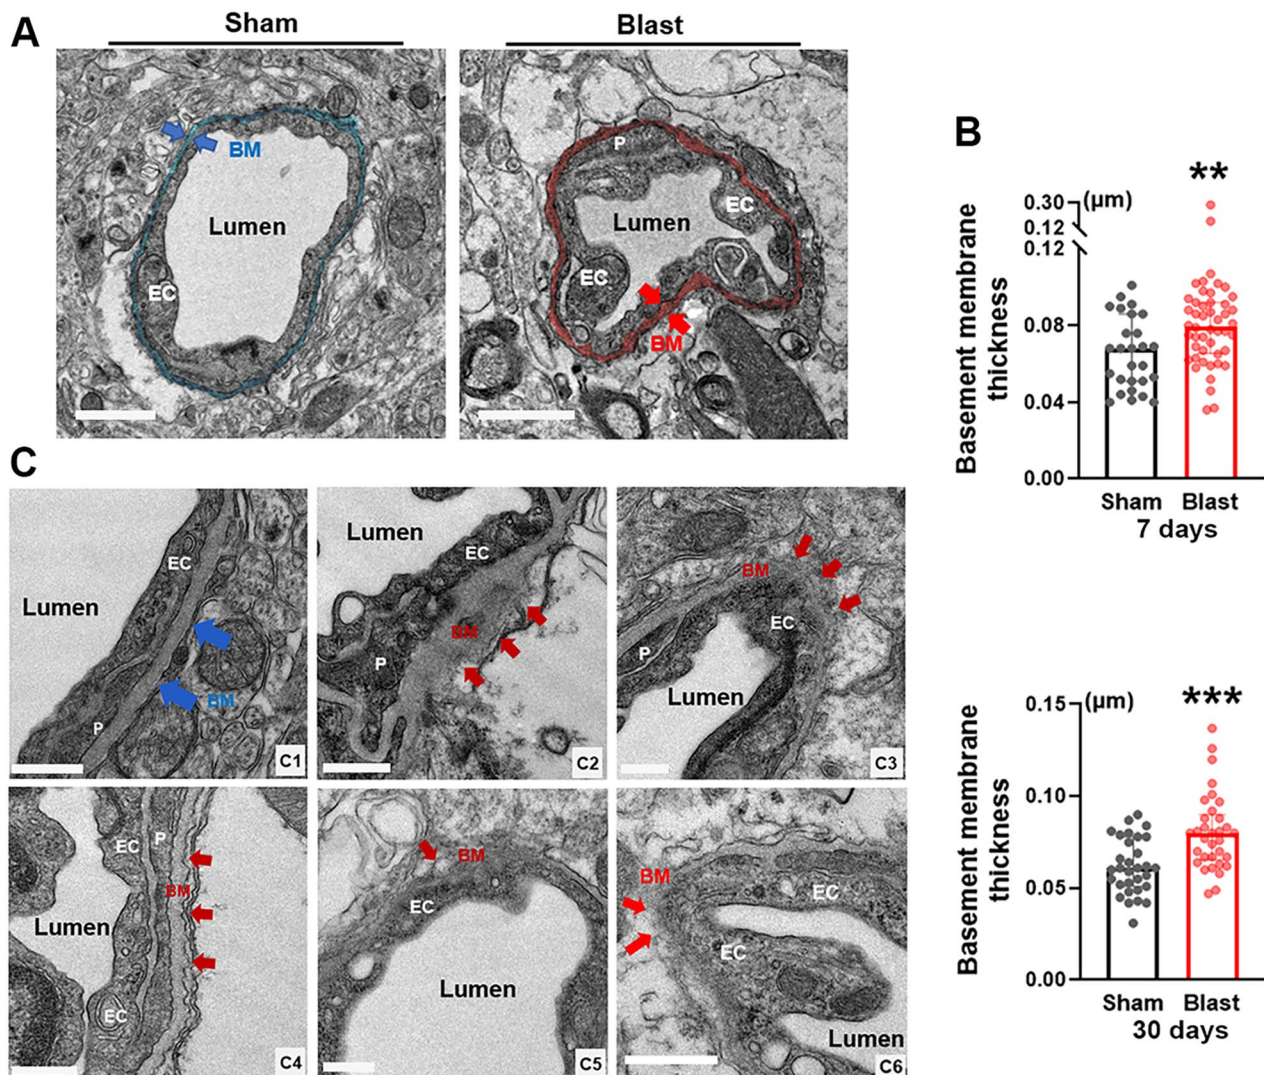 A
Sham
Blast
BM
Lumen
EC
P
EC
Lumen
EC
BM
B
**
0.30 (μm)
0.12
0.12
0.08
0.04
0.00
Basement membrane
thickness
Sham Blast
7 days
***
0.15 (μm)
0.10
0.05
0.00
Basement membrane
thickness
Sham Blast
30 days
C
EC
Lumen
BM
P
C1
Lumen
EC
BM
P
C2
BM
EC
P
Lumen
C3
EC
P
BM
Lumen
EC
C4
BM
EC
Lumen
C5
BM
EC
EC
Lumen
C6